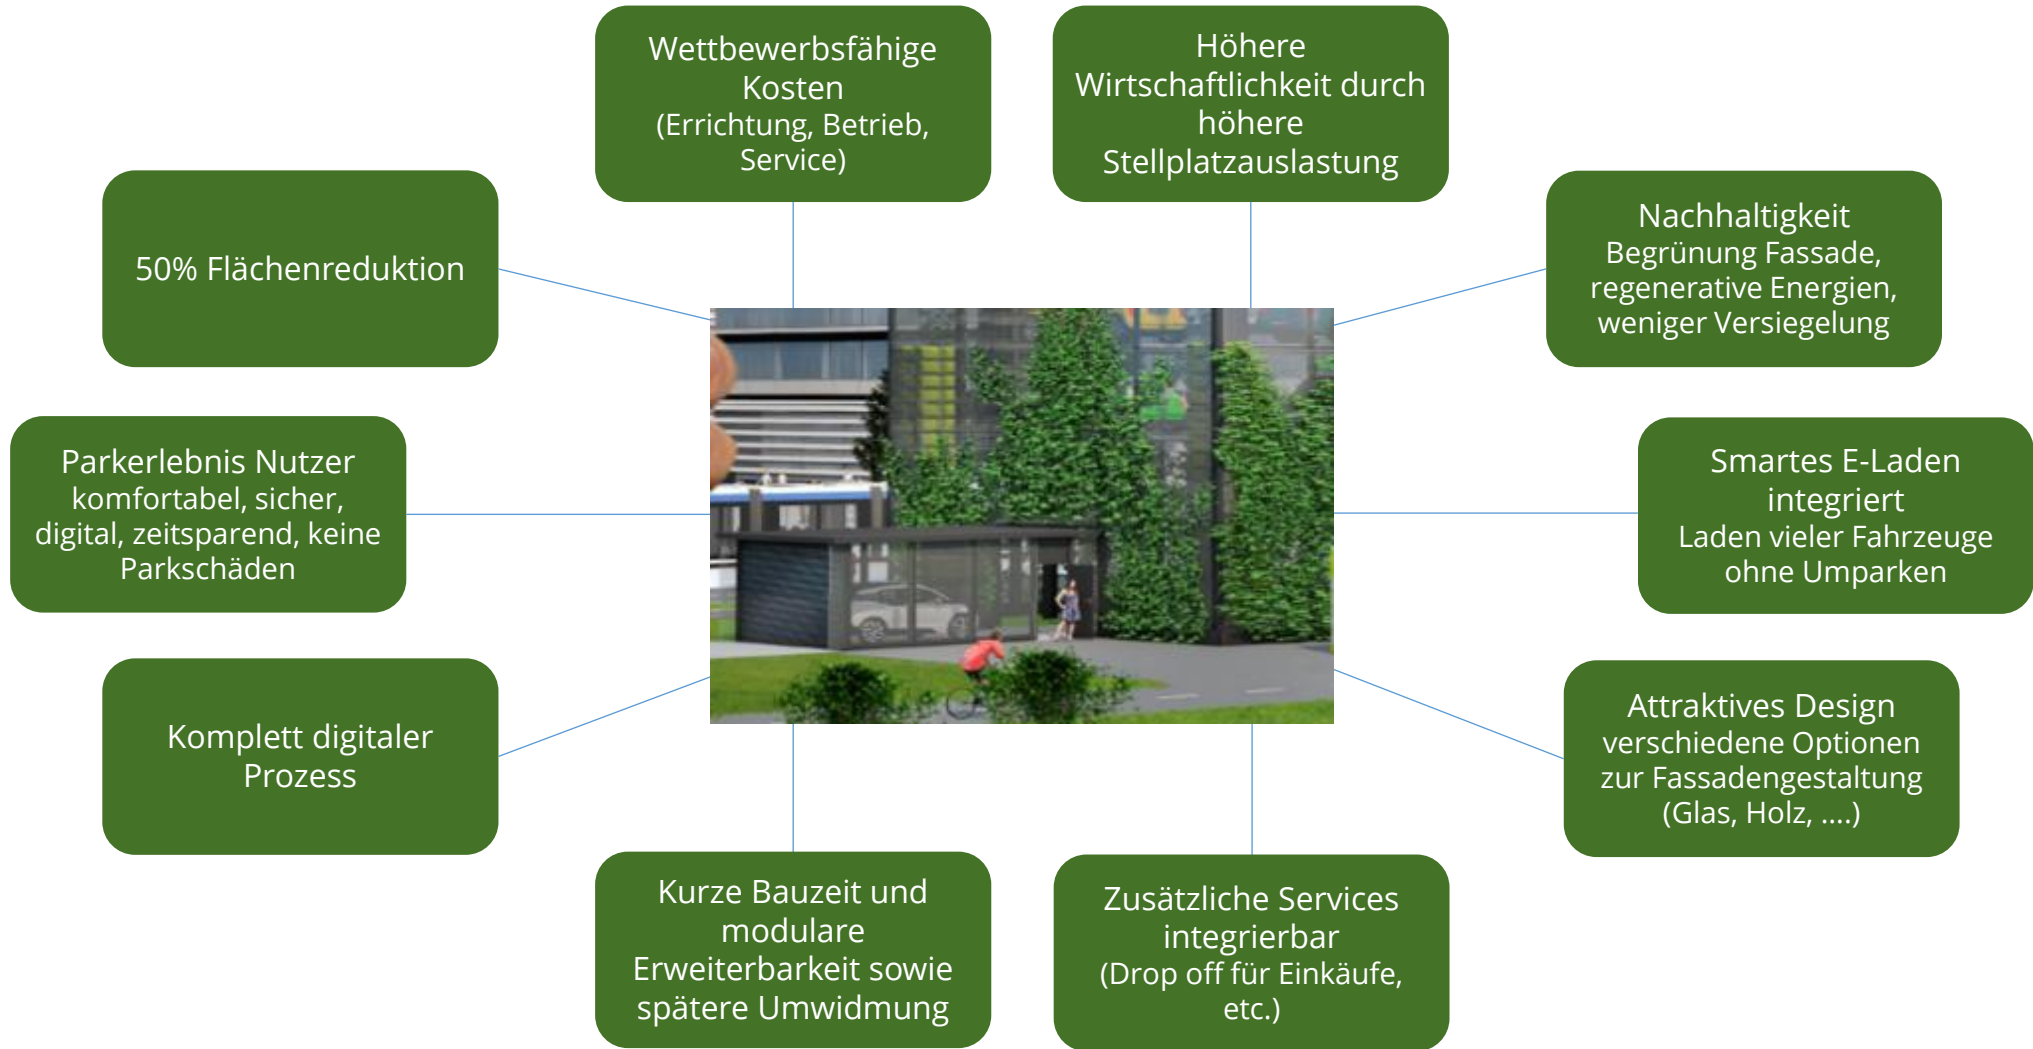 Wettbewerbsfähige
Kosten
(Errichtung, Betrieb,
Service)
Höhere
Wirtschaftlichkeit durch
höhere
Stellplatzauslastung
50% Flächenreduktion
Nachhaltigkeit
Begrünung Fassade,
regenerative Energien,
weniger Versiegelung
Parkerlebnis Nutzer
komfortabel, sicher,
digital, zeitsparend, keine
Parkschäden
Smartes E-Laden
integriert
Laden vieler Fahrzeuge
ohne Umparken
Komplett digitaler
Prozess
Attraktives Design
verschiedene Optionen
zur Fassadengestaltung
(Glas, Holz, ....)
Kurze Bauzeit und
modulare
Erweiterbarkeit sowie
spätere Umwidmung
Zusätzliche Services
integrierbar
(Drop off für Einkäufe,
etc.)